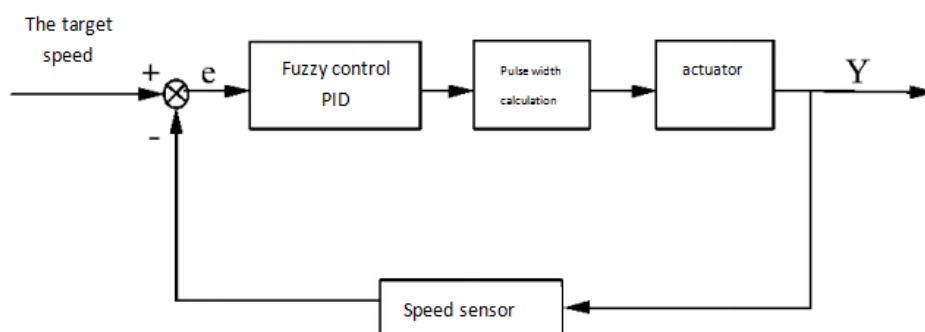 The target
speed
+
e
Fuzzy control
PID
Pulse width
calculation
actuator
Y
-
Speed sensor